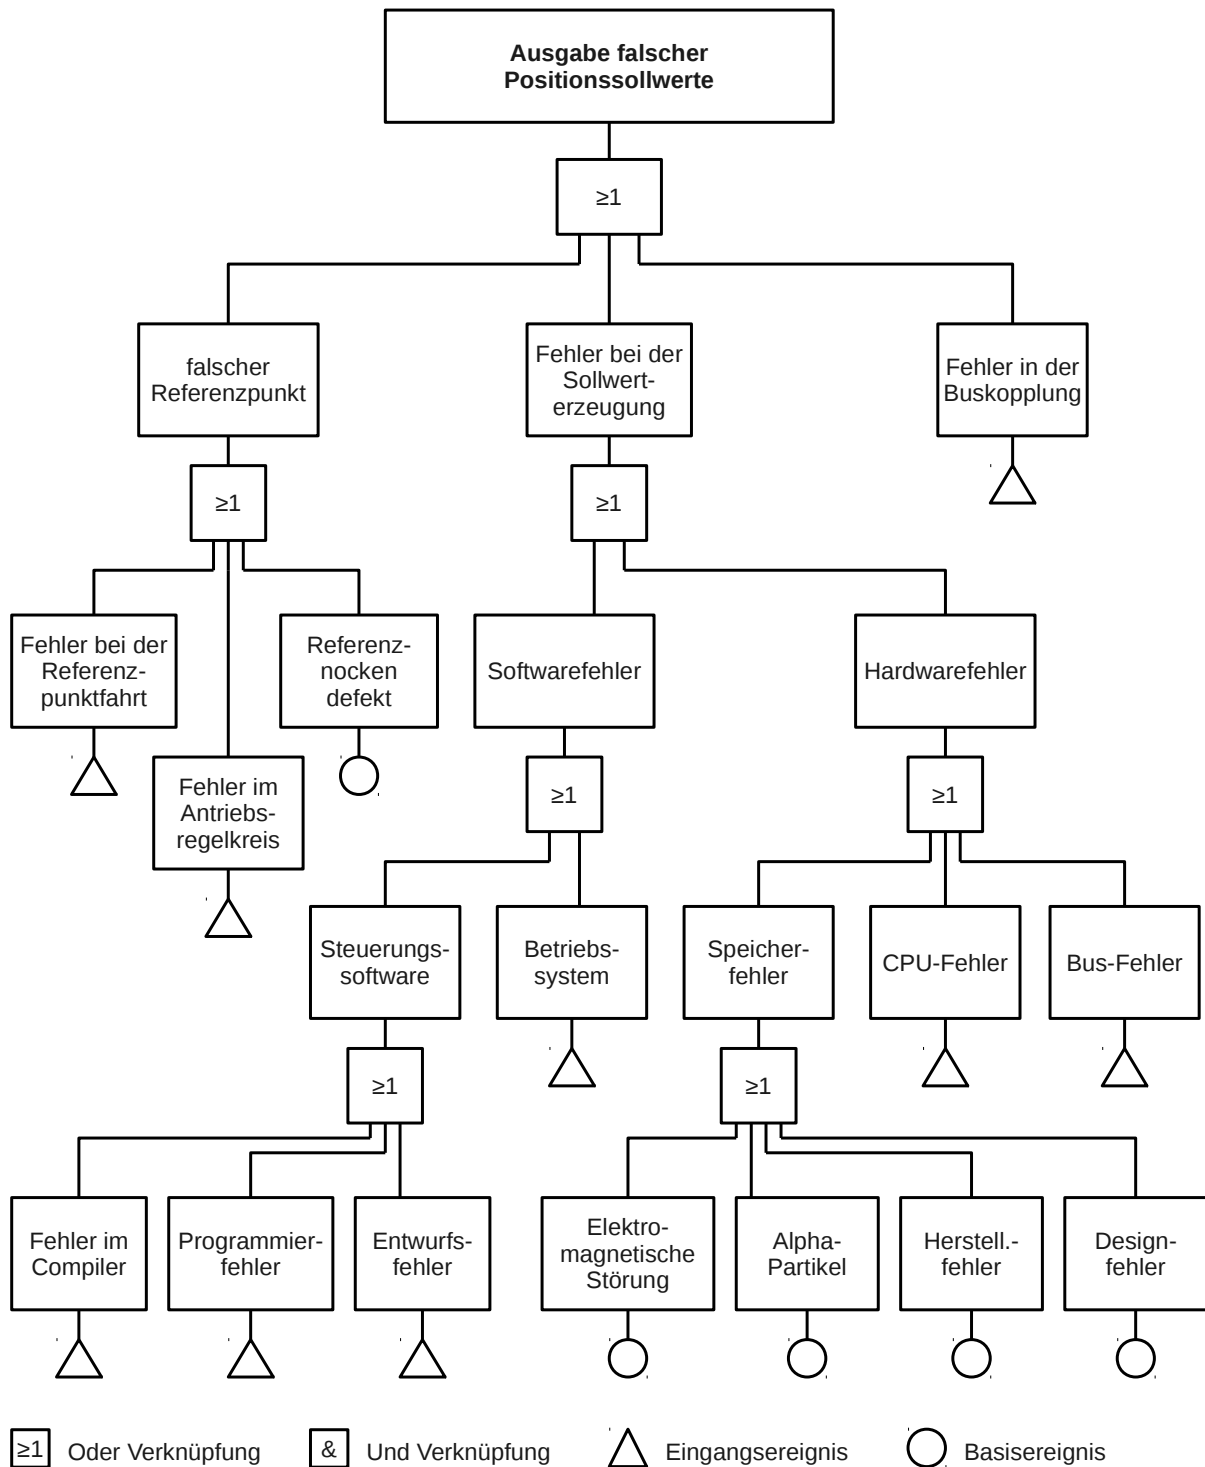 Ausgabe falscher
Positionssollwerte
≥1
falscher
Referenzpunkt
Fehler bei der
Sollwert-
erzeugung
Fehler in der
Buskopplung
≥1
≥1
Fehler bei der
Referenz-
punktfahrt
Referenz-
nocken
defekt
Softwarefehler
Hardwarefehler
Fehler im
Antriebs-
regelkreis
≥1
≥1
Steuerungs-
software
Betriebs-
system
Speicher-
fehler
CPU-Fehler
Bus-Fehler
≥1
≥1
Fehler im
Compiler
Programmier-
fehler
Entwurfs-
fehler
Elektro-
magnetische
Störung
Alpha-
Partikel
Herstell.-
fehler
Design-
fehler
≥1 Oder Verknüpfung
& Und Verknüpfung
Eingangsereignis
Basisereignis